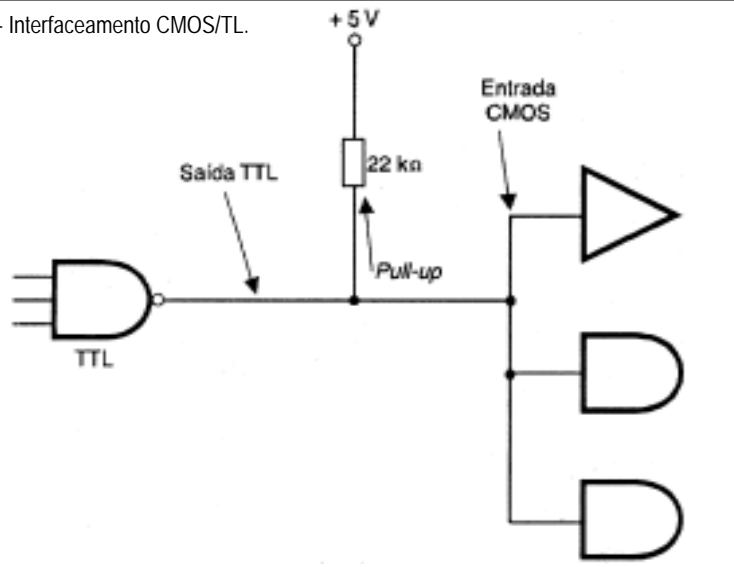 - Interfaceamento CMOS/TL.
+ 5 V
Entrada
CMOS
22 kΩ
Saída TTL
Pull-up
TTL